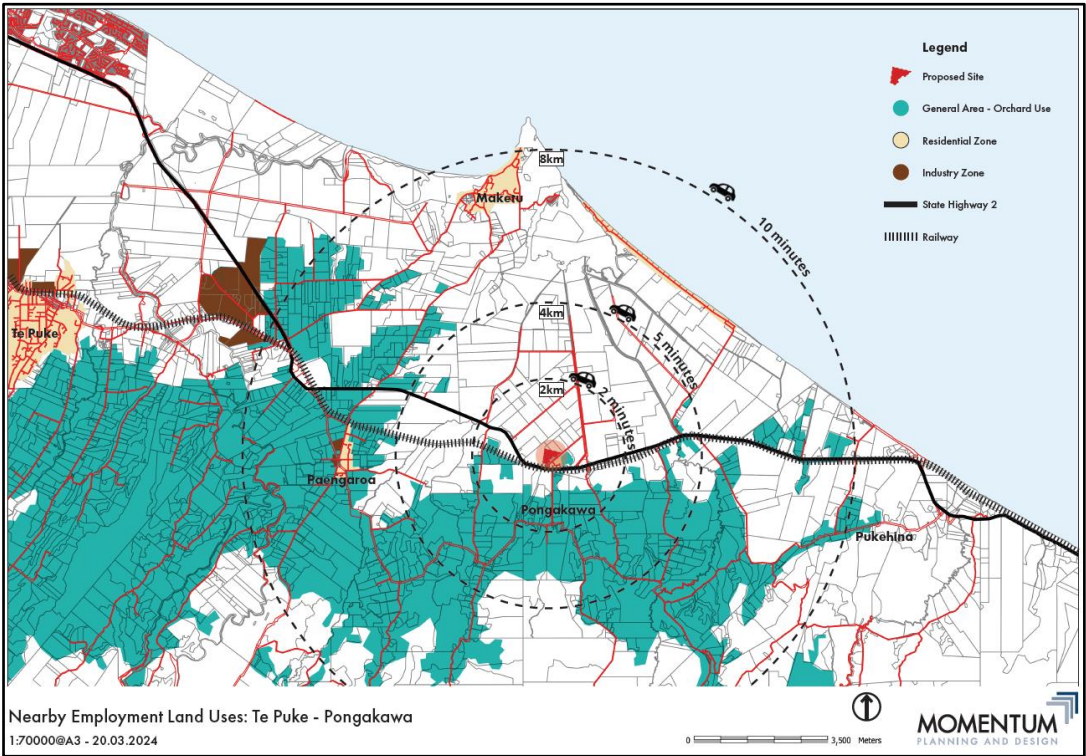 Legend
Proposed Site
General Area - Orchard Use
Residential Zone
Industry Zone
State Highway 2
Railway
8km
10 minutes
Maketu
4km
5 minutes
Te Puke
2km
2 minutes
Paengaroa
Pongakawa
Pukehina
Nearby Employment Land Uses: Te Puke - Pongakawa
1:70000@A3 - 20.03.2024
0 3,500 Meters
MOMENTUM
PLANNING AND DESIGN